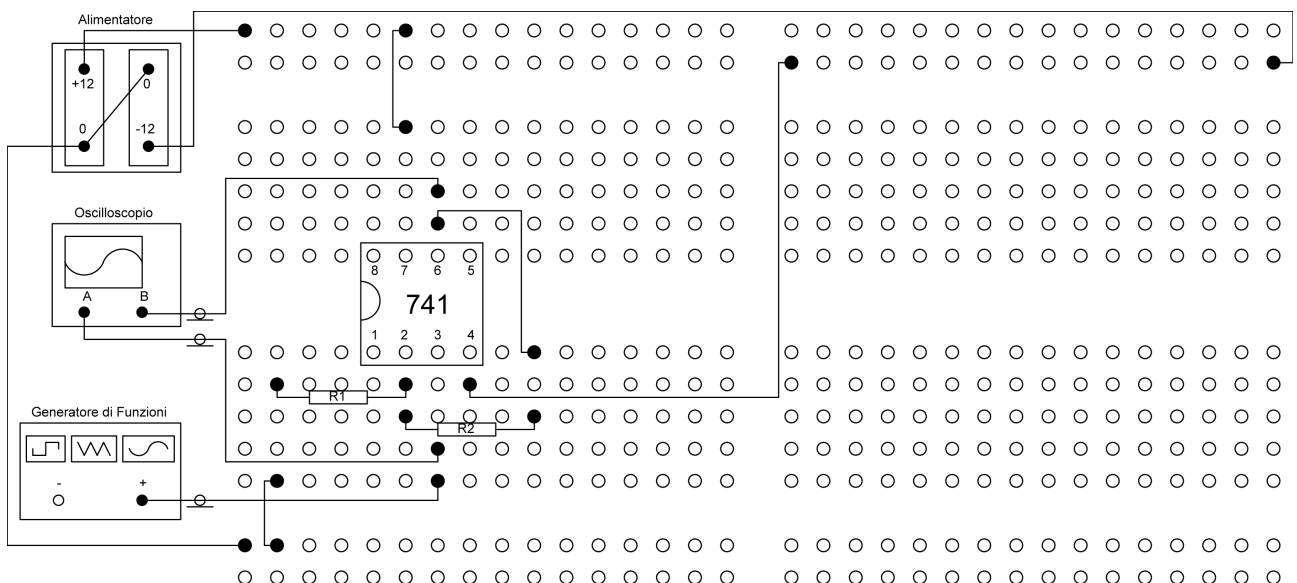 Alimentatore
+12 0
0 -12
Oscilloscopio
A B
8 7 6 5
741
1 2 3 4
R1
R2
Generatore di Funzioni
- +